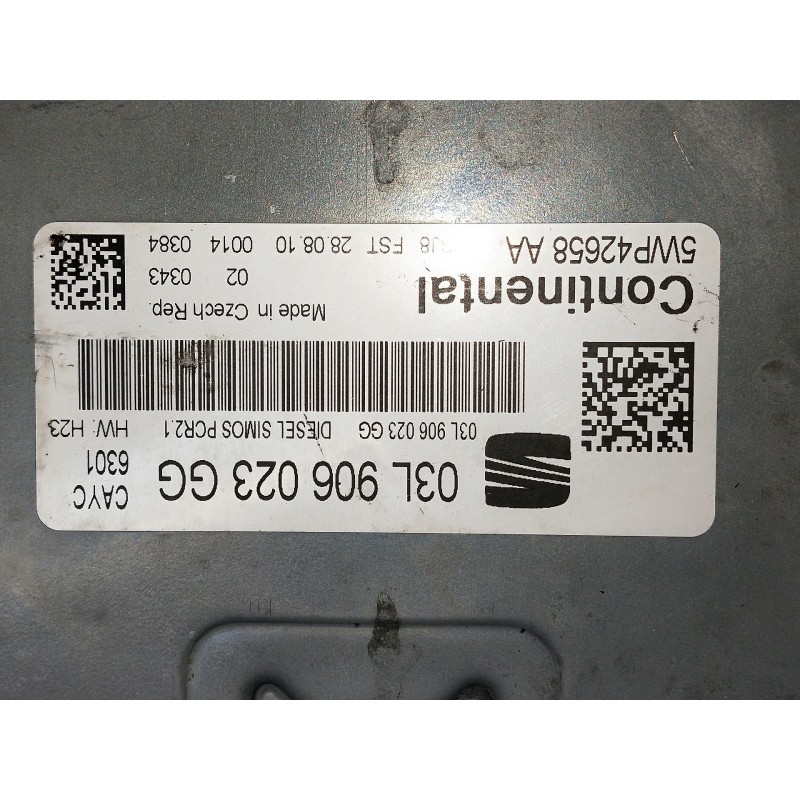 CAYC
6301
03L 906 023 GG
HW: H23
DIESEL SIMOS PCR2.1
03L 906 023 GG
Made in Czech Rep.
Continental
02 0343
5WP42658 AA
FST 28.08.10 0014 0384